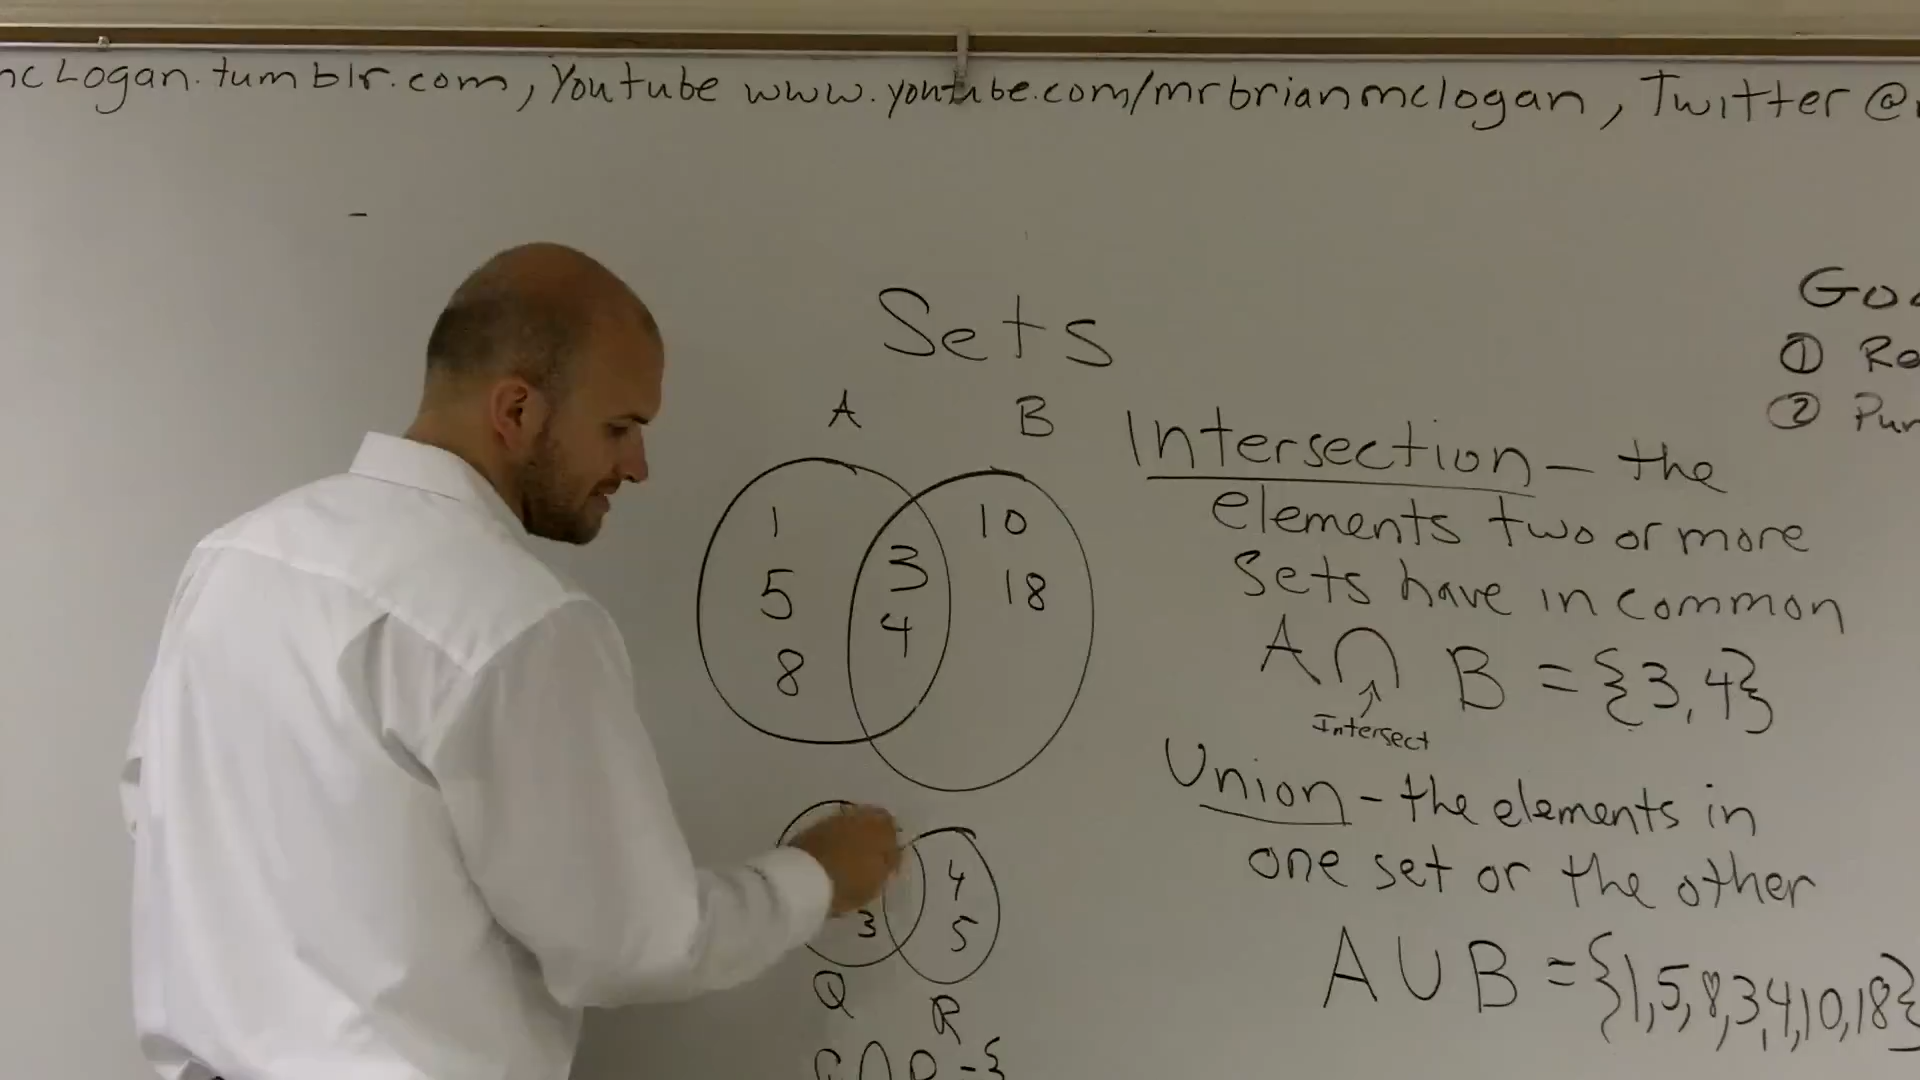 mcLogan.tumblr.com, Youtube www.youtube.com/mrbrianmclogan, Twitter @
Sets
A B
1
5
8
3
4
10
18
Intersection - the
elements two or more
sets have in common
A ∩ B = {3,4}
Intersect
Union - the elements in
one set or the other
A ∪ B = {1,5,8,3,4,10,18}
3
4
5
Q
R
①
②